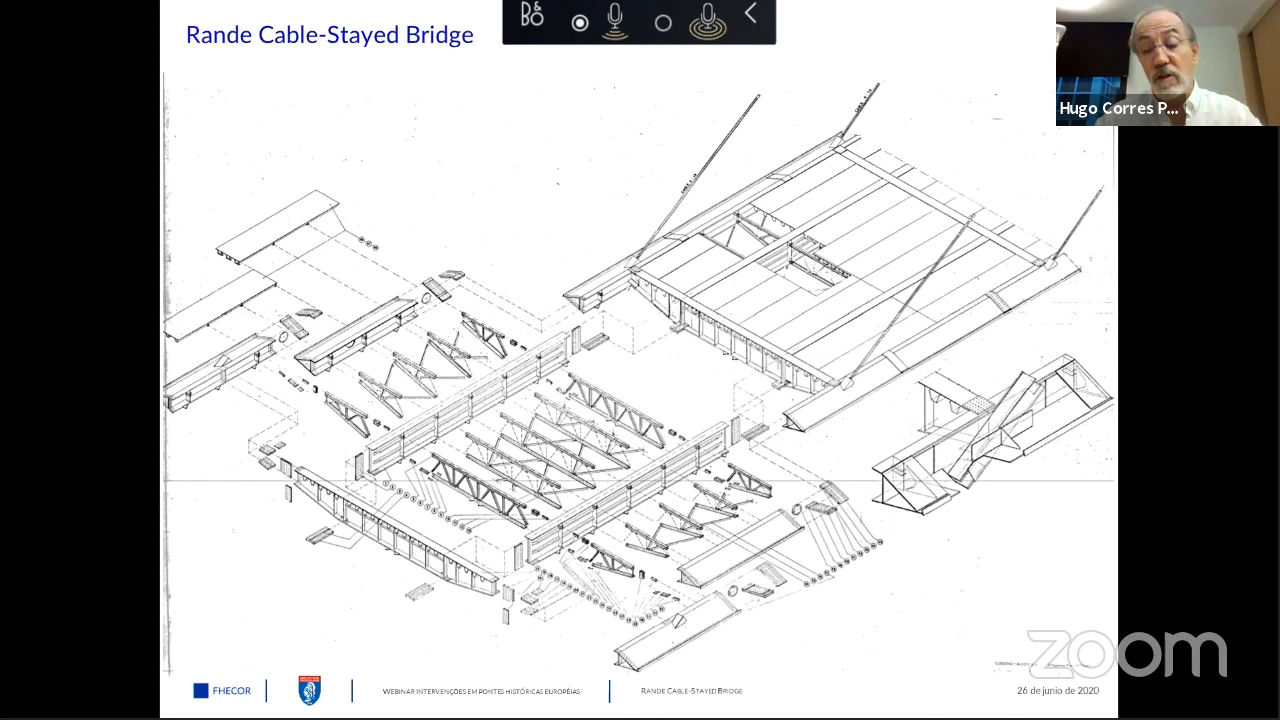 Rande Cable-Stayed Bridge
B&O
Hugo Corres P...
zoom
FHECOR
WEBINAR INTERVENÇÕES EM PONTES HISTÓRICAS EUROPÉIAS
RANDE CABLE-STAYED BRIDGE
26 de junio de 2020